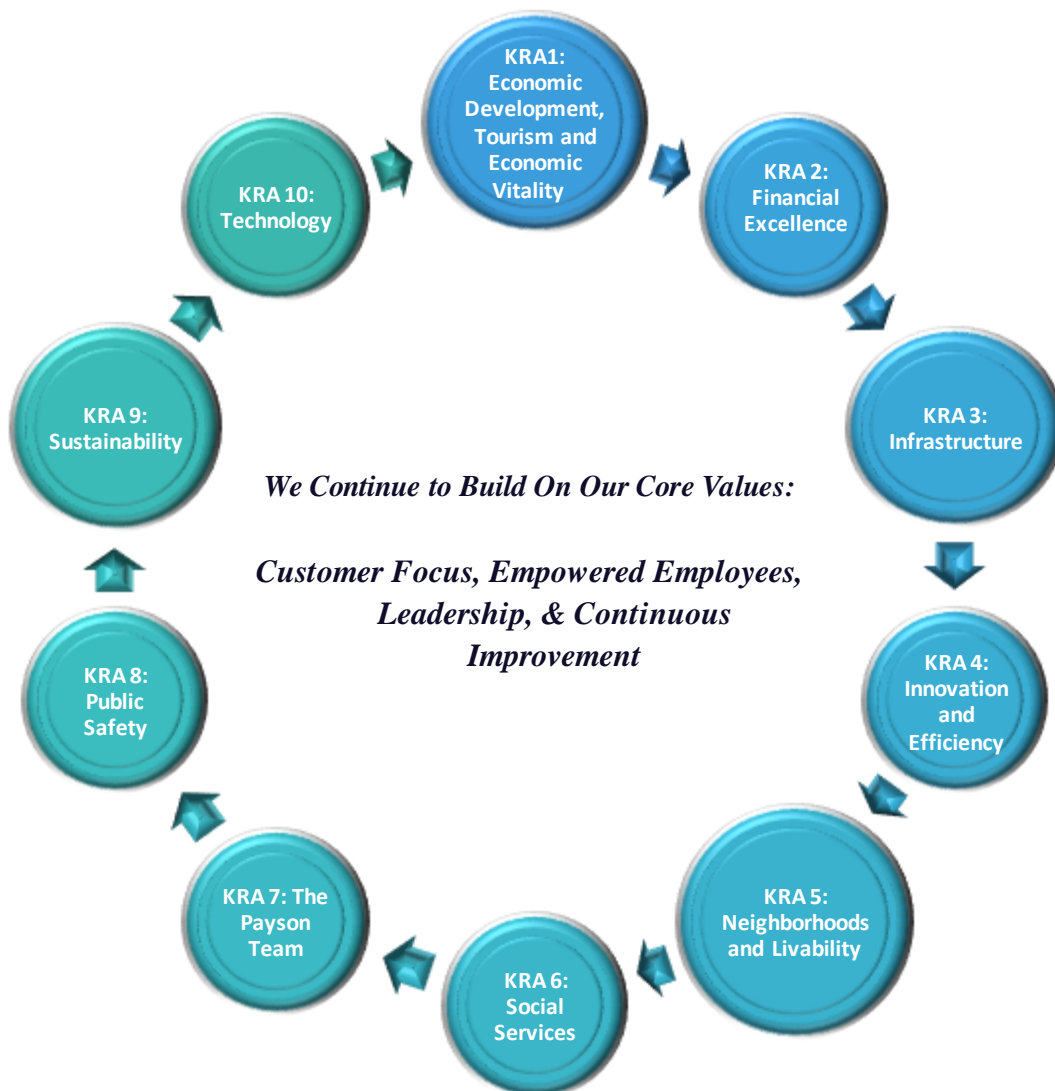 KRA1:
Economic
Development,
Tourism and
Economic
Vitality
KRA 2:
Financial
Excellence
KRA 3:
Infrastructure
KRA 4:
Innovation
and
Efficiency
KRA 5:
Neighborhoods
and Livability
KRA 6:
Social
Services
KRA 7: The
Payson
Team
KRA 8:
Public
Safety
KRA 9:
Sustainability
KRA 10:
Technology
We Continue to Build On Our Core Values:
Customer Focus, Empowered Employees,
Leadership, & Continuous
Improvement